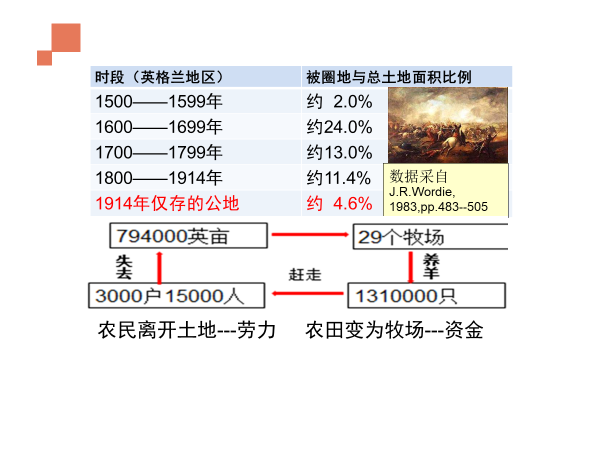 时段（英格兰地区） 被圈地与总土地面积比例
1500——1599年 约 2.0%
1600——1699年 约24.0%
1700——1799年 约13.0%
1800——1914年 约11.4%
1914年仅存的公地 约 4.6%
数据采自
J.R.Wordie,
1983,pp.483--505
794000英亩 29个牧场
失去 养羊
赶走
3000户15000人 1310000只
农民离开土地---劳力 农田变为牧场---资金